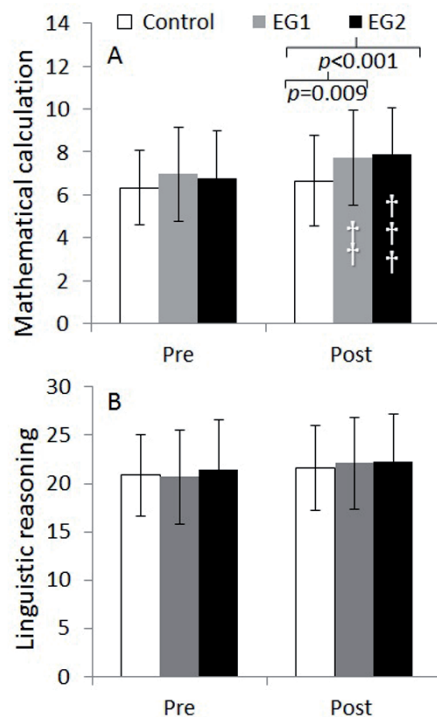 14
Control EG1 EG2
12
A
p<0.001
10
p=0.009
8
6
4
2
0
Mathematical calculation
††
†††
Pre Post
30
B
25
20
15
10
5
0
Linguistic reasoning
Pre Post